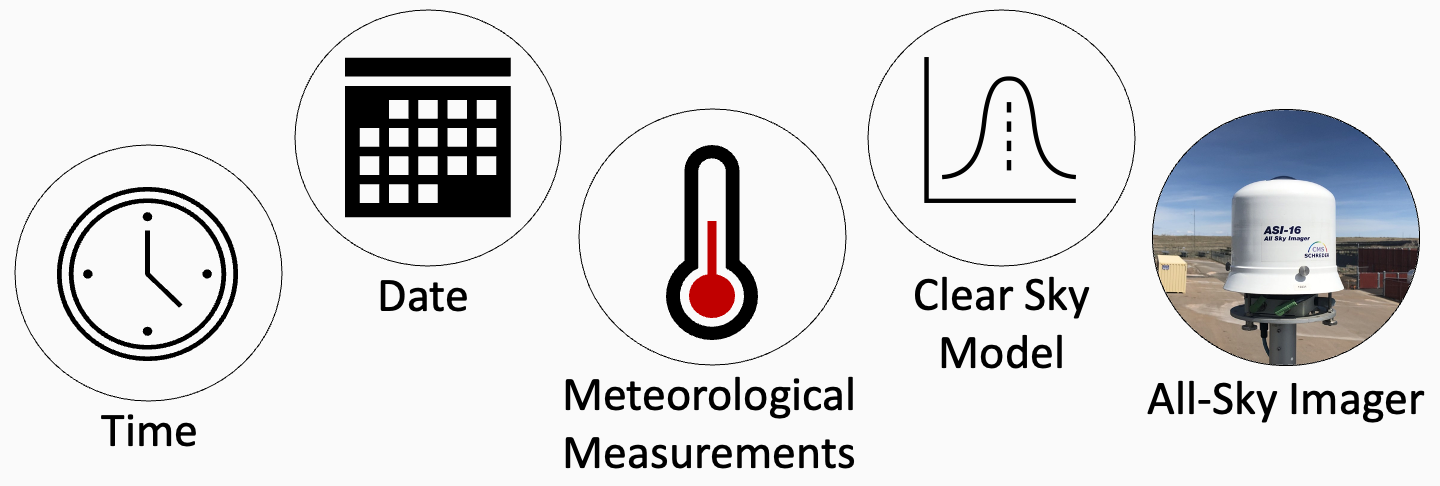 Time
Date
Meteorological
Measurements
Clear Sky
Model
ASI-16
All Sky Imager
CMS
SCHREDER
All-Sky Imager